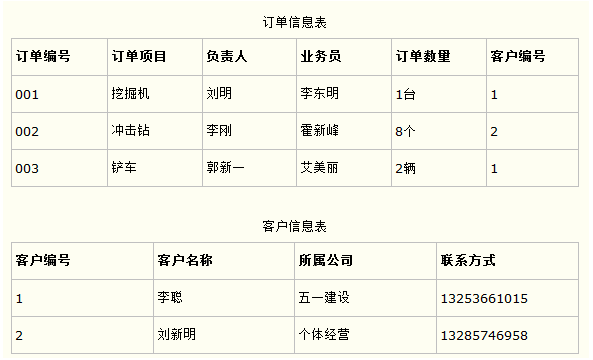 订单信息表
订单编号 订单项目 负责人 业务员 订单数量 客户编号
001 挖掘机 刘明 李东明 1台 1
002 冲击钻 李刚 霍新峰 8个 2
003 铲车 郭新一 艾美丽 2辆 1
客户信息表
客户编号 客户名称 所属公司 联系方式
1 李聪 五一建设 13253661015
2 刘新明 个体经营 13285746958